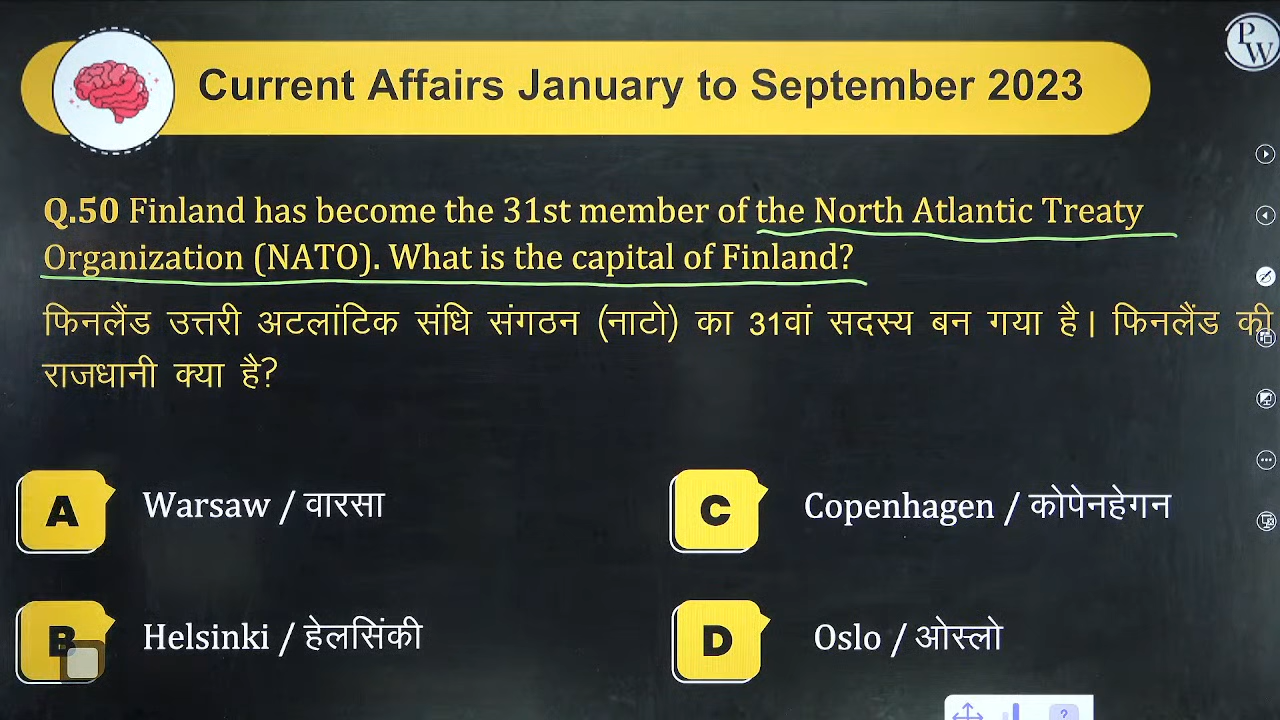 Current Affairs January to September 2023
PW
Q.50 Finland has become the 31st member of the North Atlantic Treaty
Organization (NATO). What is the capital of Finland?
फिनलैंड उत्तरी अटलांटिक संधि संगठन (नाटो) का 31वां सदस्य बन गया है। फिनलैंड की
राजधानी क्या है?
A Warsaw / वारसा
C Copenhagen / कोपेनहेगन
B Helsinki / हेलसिंकी
D Oslo / ओस्लो
?